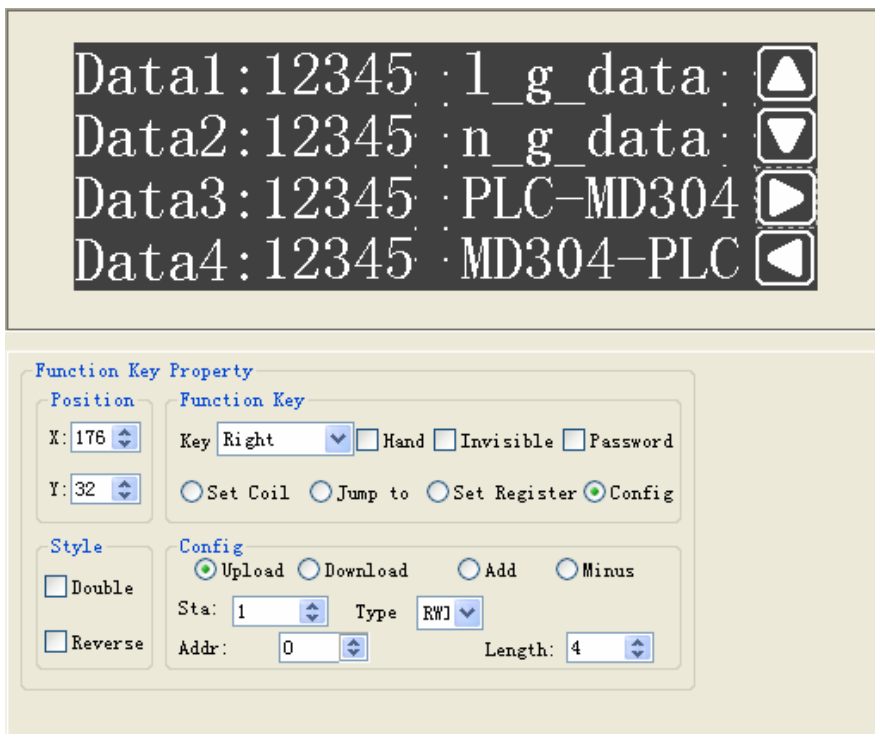 Data1:12345 l_g_data
Data2:12345 n_g_data
Data3:12345 PLC-MD304
Data4:12345 MD304-PLC
Function Key Property
Position
X: 176
Y: 32
Function Key
Key Right Hand Invisible Password
Set Coil Jump to Set Register Config
Style
Double
Reverse
Config
Upload Download Add Minus
Sta: 1 Type RW
Addr: 0 Length: 4